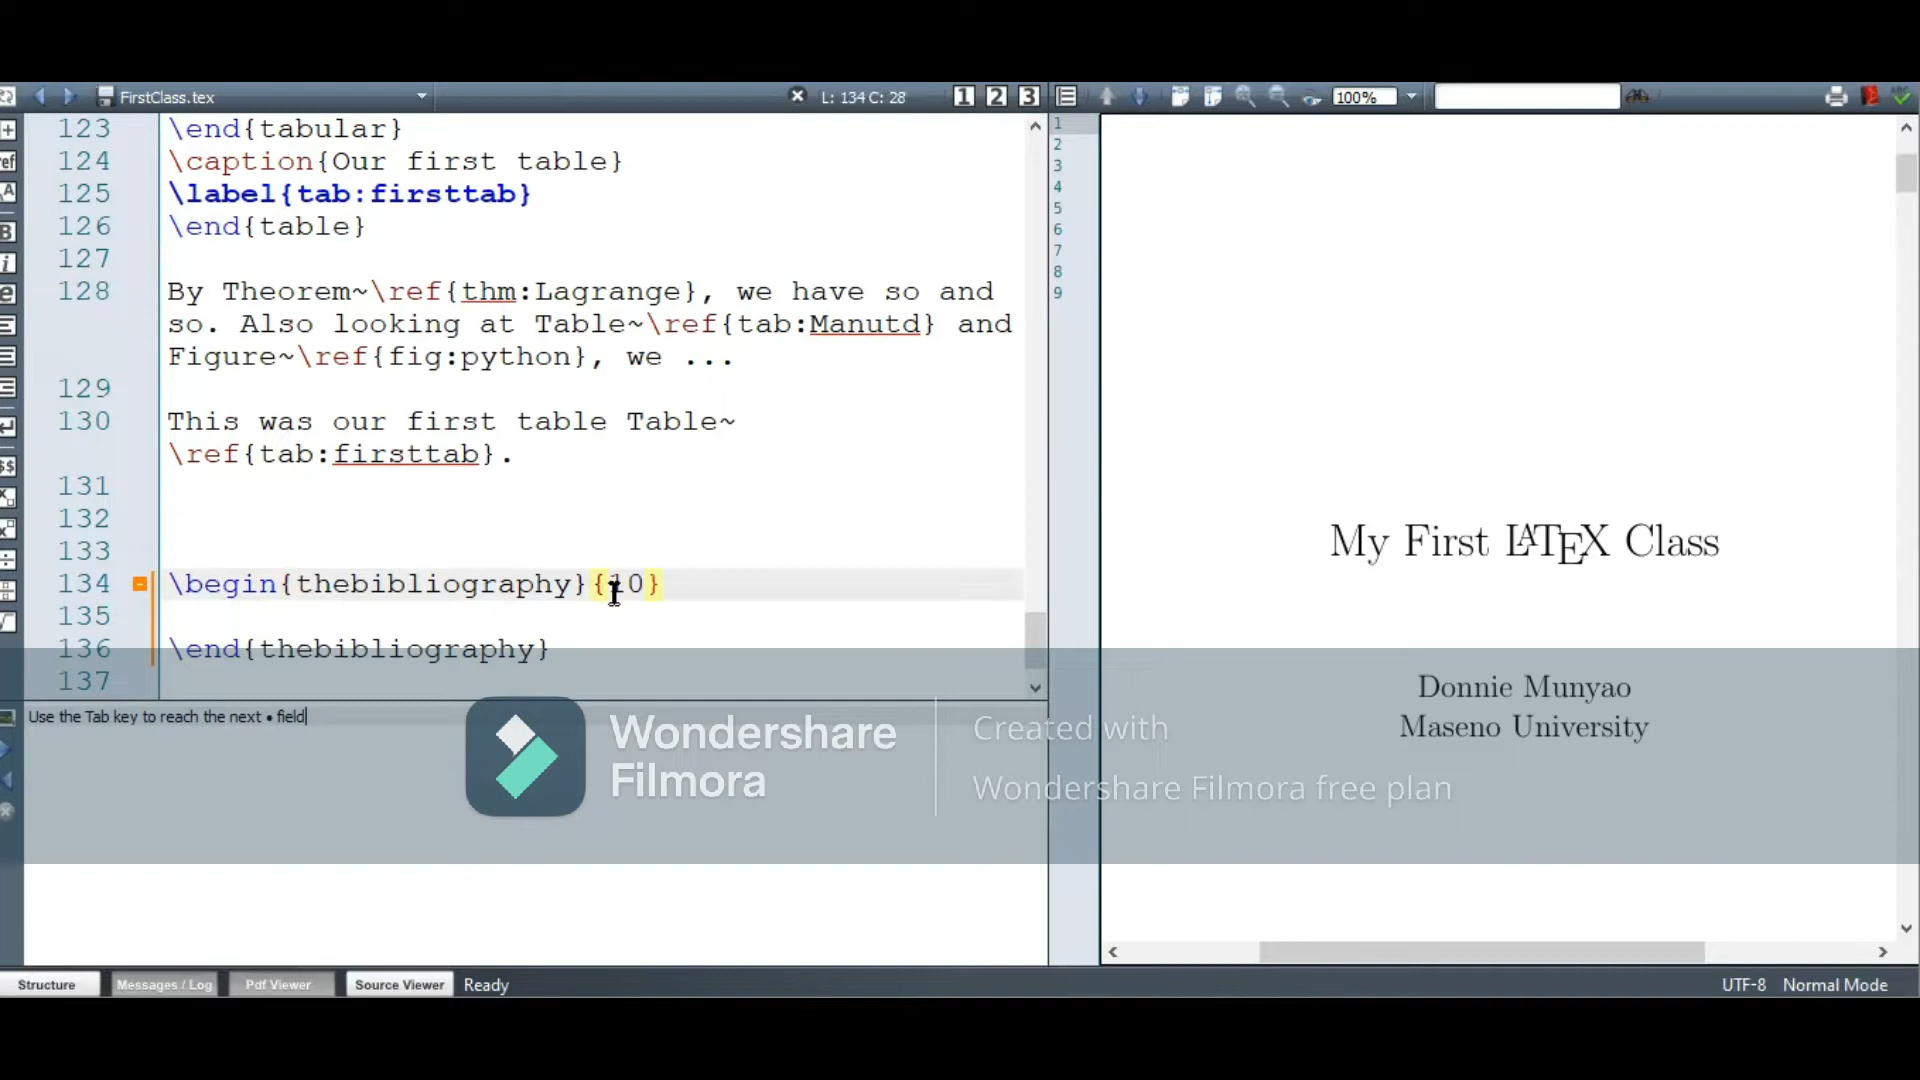 FirstClass.tex
L: 134 C: 28
1 2 3
100%
123 \end{tabular}
124 \caption{Our first table}
125 \label{tab:firsttab}
126 \end{table}
127
128 By Theorem~\ref{thm:Lagrange}, we have so and
so. Also looking at Table~\ref{tab:Manutd} and
Figure~\ref{fig:python}, we ...
129
130 This was our first table Table~
\ref{tab:firsttab}.
131
132
133
134 \begin{thebibliography}{10}
135
136 \end{thebibliography}
137
Use the Tab key to reach the next • field
1
2
3
4
5
6
7
8
9
My First LATEX Class
Donnie Munyao
Maseno University
Wondershare
Filmora
Created with
Wondershare Filmora free plan
Structure
Messages / Log
Pdf Viewer
Source Viewer
Ready
UTF-8
Normal Mode